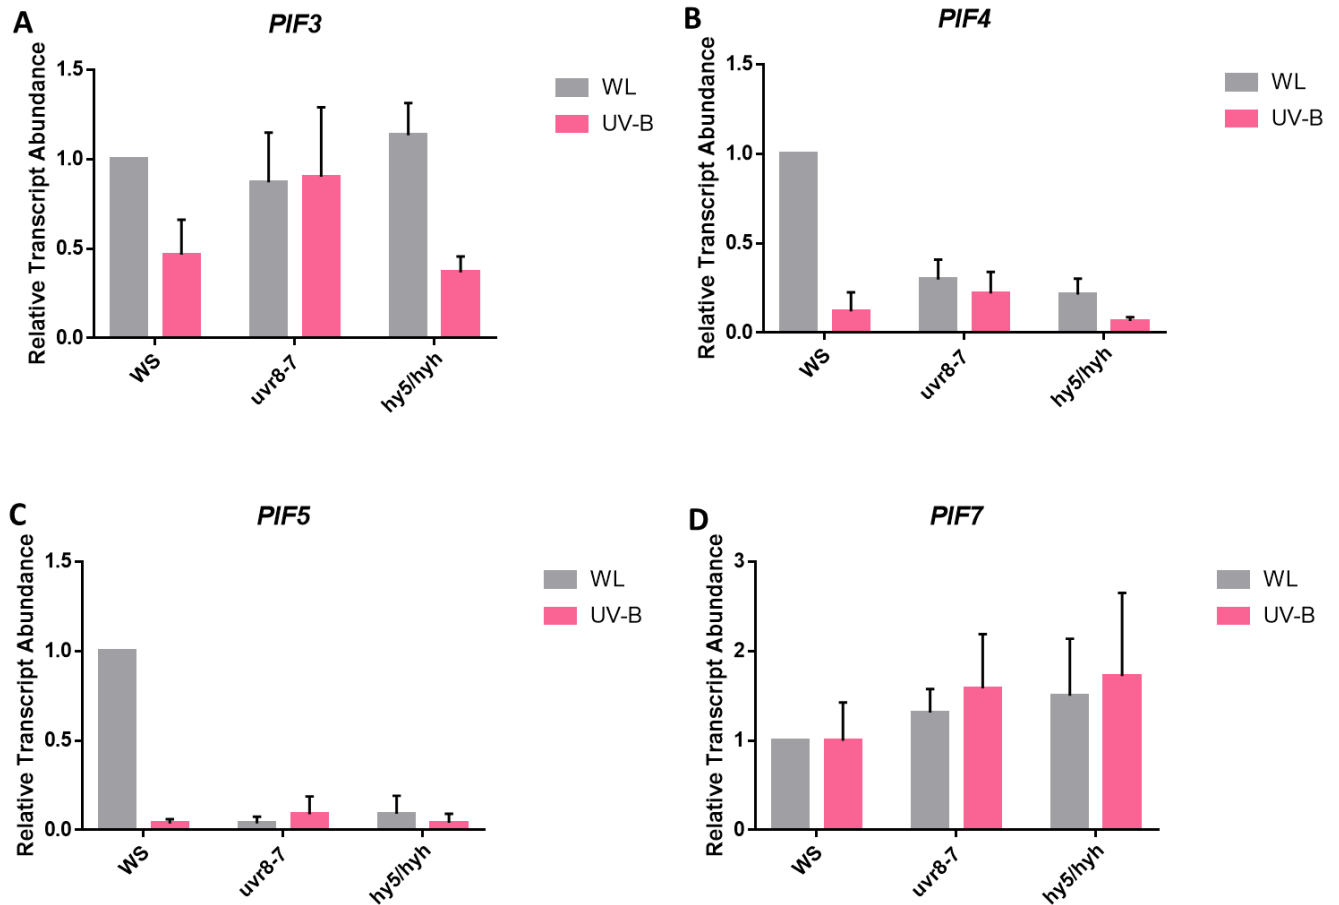 A
PIF3
Relative Transcript Abundance
1.5
1.0
0.5
0.0
WS
uvr8-7
hy5/hyh
WL
UV-B
B
PIF4
Relative Transcript Abundance
1.5
1.0
0.5
0.0
WS
uvr8-7
hy5/hyh
WL
UV-B
C
PIF5
Relative Transcript Abundance
1.5
1.0
0.5
0.0
WS
uvr8-7
hy5/hyh
WL
UV-B
D
PIF7
Relative Transcript Abundance
3
2
1
0
WS
uvr8-7
hy5/hyh
WL
UV-B